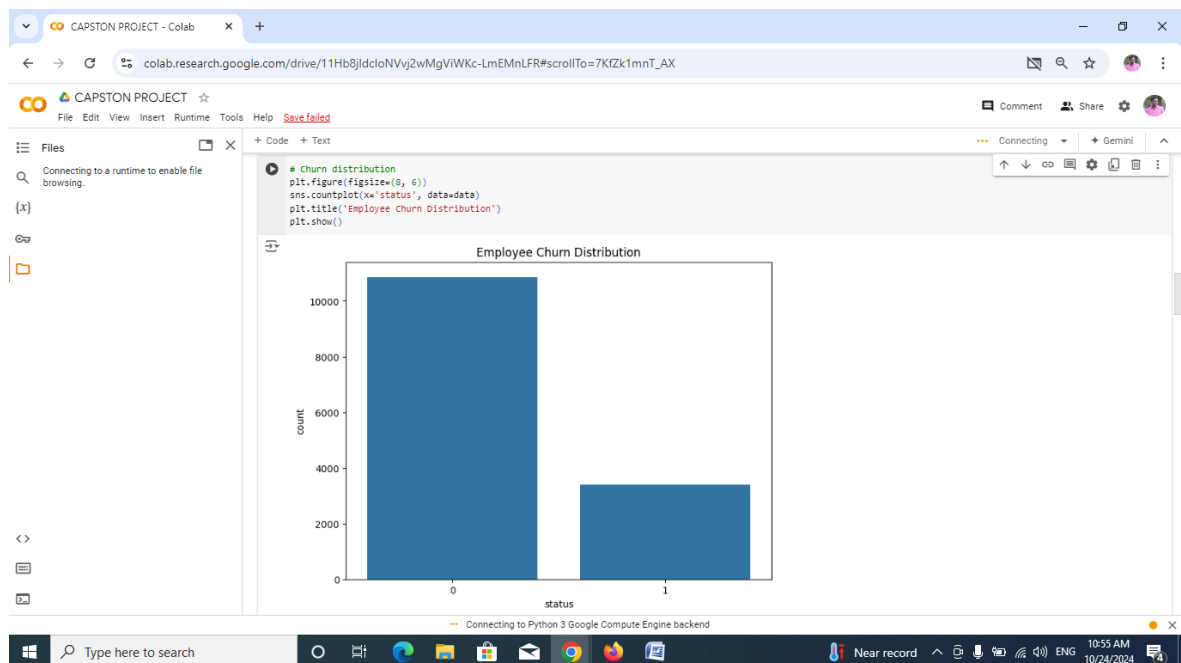 CAPSTON PROJECT - Colab
colab.research.google.com/drive/11Hb8jldcIoNVvj2wMgViWKc-LmEMnLFR#scrollTo=7KfZk1mnT_AX
CAPSTON PROJECT
File Edit View Insert Runtime Tools Help Save failed
Comment Share
Files
+ Code + Text
Connecting Gemini
Connecting to a runtime to enable file
browsing.
{x}
# Churn distribution
plt.figure(figsize=(8, 6))
sns.countplot(x='status', data=data)
plt.title('Employee Churn Distribution')
plt.show()
Employee Churn Distribution
10000
8000
6000
4000
2000
0
count
0 1
status
Connecting to Python 3 Google Compute Engine backend
Type here to search
Near record
ENG
10:55 AM
10/24/2024
4